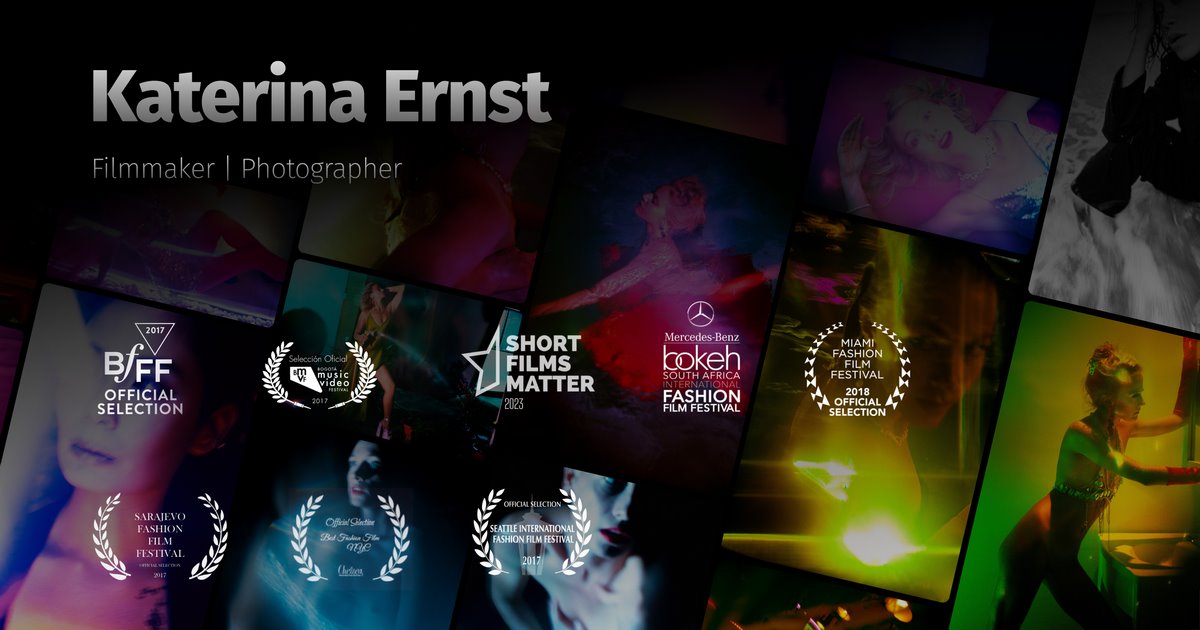 Katerina Ernst
Filmmaker | Photographer
2017
BfFF
OFFICIAL
SELECTION
Selección Oficial
BMVF
BOGOTÁ
music
video
FESTIVAL
2017
SHORT
FILMS
MATTER
2023
Mercedes-Benz
bokeh
SOUTH AFRICA
INTERNATIONAL
FASHION
FILM FESTIVAL
MIAMI
FASHION
FILM
FESTIVAL
2018
OFFICIAL
SELECTION
SARAJEVO
FASHION
FILM
FESTIVAL
OFFICIAL SELECTION
2017
Official Selection
Best Fashion Film
NYC
Chelsea
OFFICIAL SELECTION
SEATTLE INTERNATIONAL
FASHION FILM FESTIVAL
2017